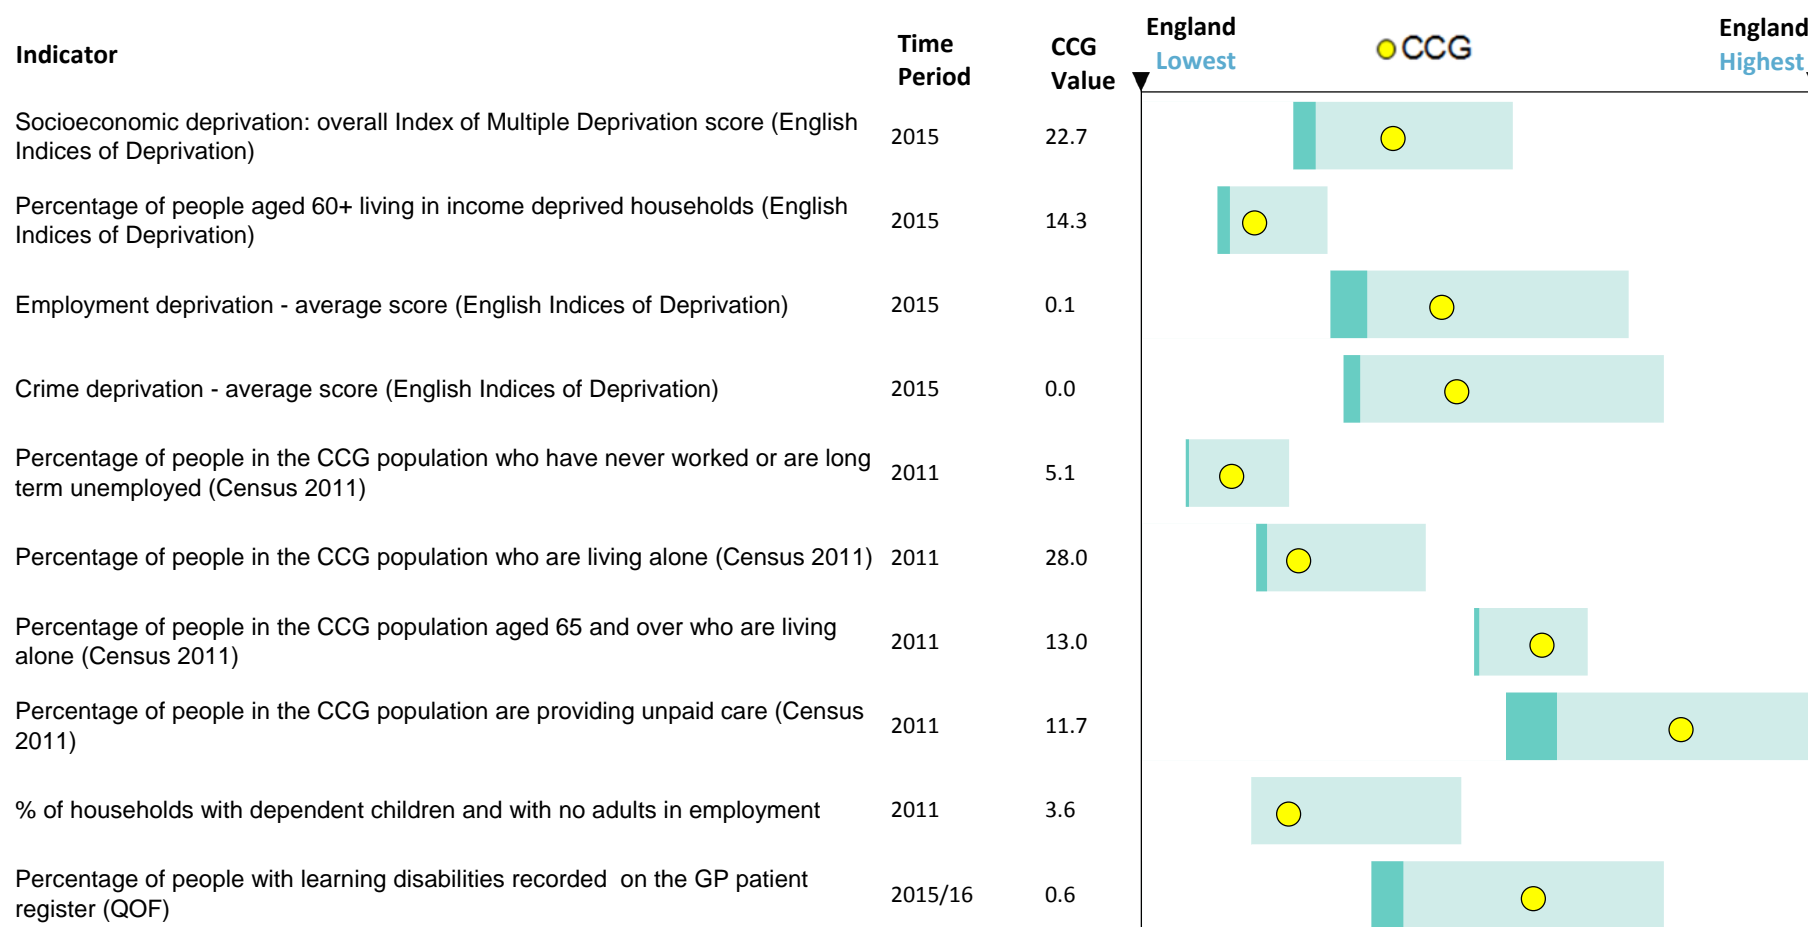 Indicator
Time Period
CCG Value
England Lowest
CCG
England Highest
Socioeconomic deprivation: overall Index of Multiple Deprivation score (English
Indices of Deprivation)
2015
22.7
Percentage of people aged 60+ living in income deprived households (English
Indices of Deprivation)
2015
14.3
Employment deprivation - average score (English Indices of Deprivation)
2015
0.1
Crime deprivation - average score (English Indices of Deprivation)
2015
0.0
Percentage of people in the CCG population who have never worked or are long
term unemployed (Census 2011)
2011
5.1
Percentage of people in the CCG population who are living alone (Census 2011)
2011
28.0
Percentage of people in the CCG population aged 65 and over who are living
alone (Census 2011)
2011
13.0
Percentage of people in the CCG population are providing unpaid care (Census
2011)
2011
11.7
% of households with dependent children and with no adults in employment
2011
3.6
Percentage of people with learning disabilities recorded on the GP patient
register (QOF)
2015/16
0.6